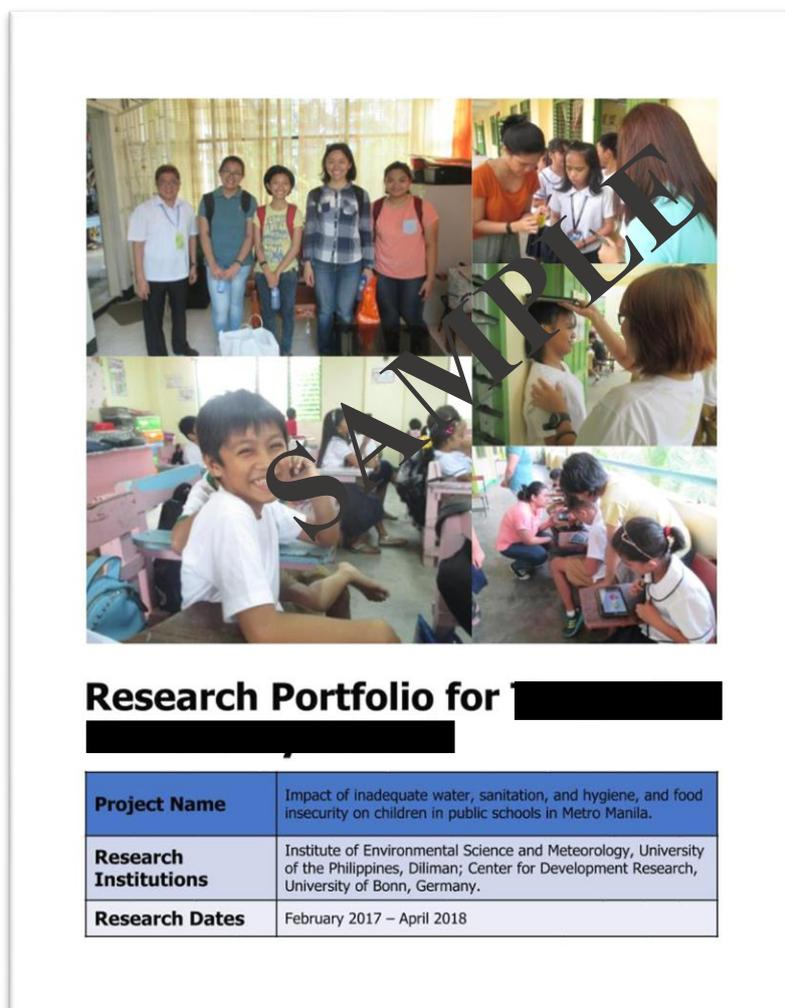 SAMPLE
Research Portfolio for
Project Name
Impact of inadequate water, sanitation, and hygiene, and food
insecurity on children in public schools in Metro Manila.
Research
Institutions
Institute of Environmental Science and Meteorology, University
of the Philippines, Diliman; Center for Development Research,
University of Bonn, Germany.
Research Dates
February 2017 – April 2018